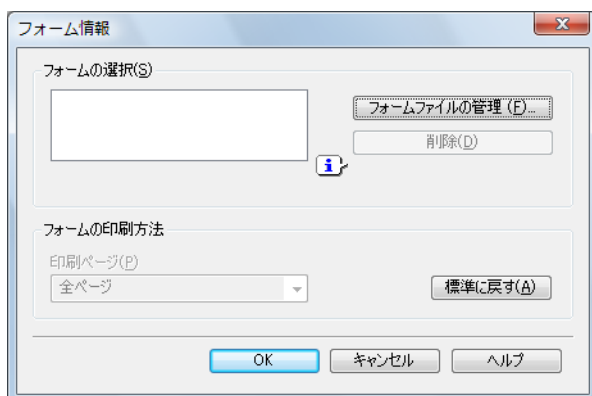 フォーム情報
フォームの選択(S)
フォームファイルの管理 (F)...
削除(D)
フォームの印刷方法
印刷ページ(P)
全ページ
標準に戻す(A)
OK
キャンセル
ヘルプ